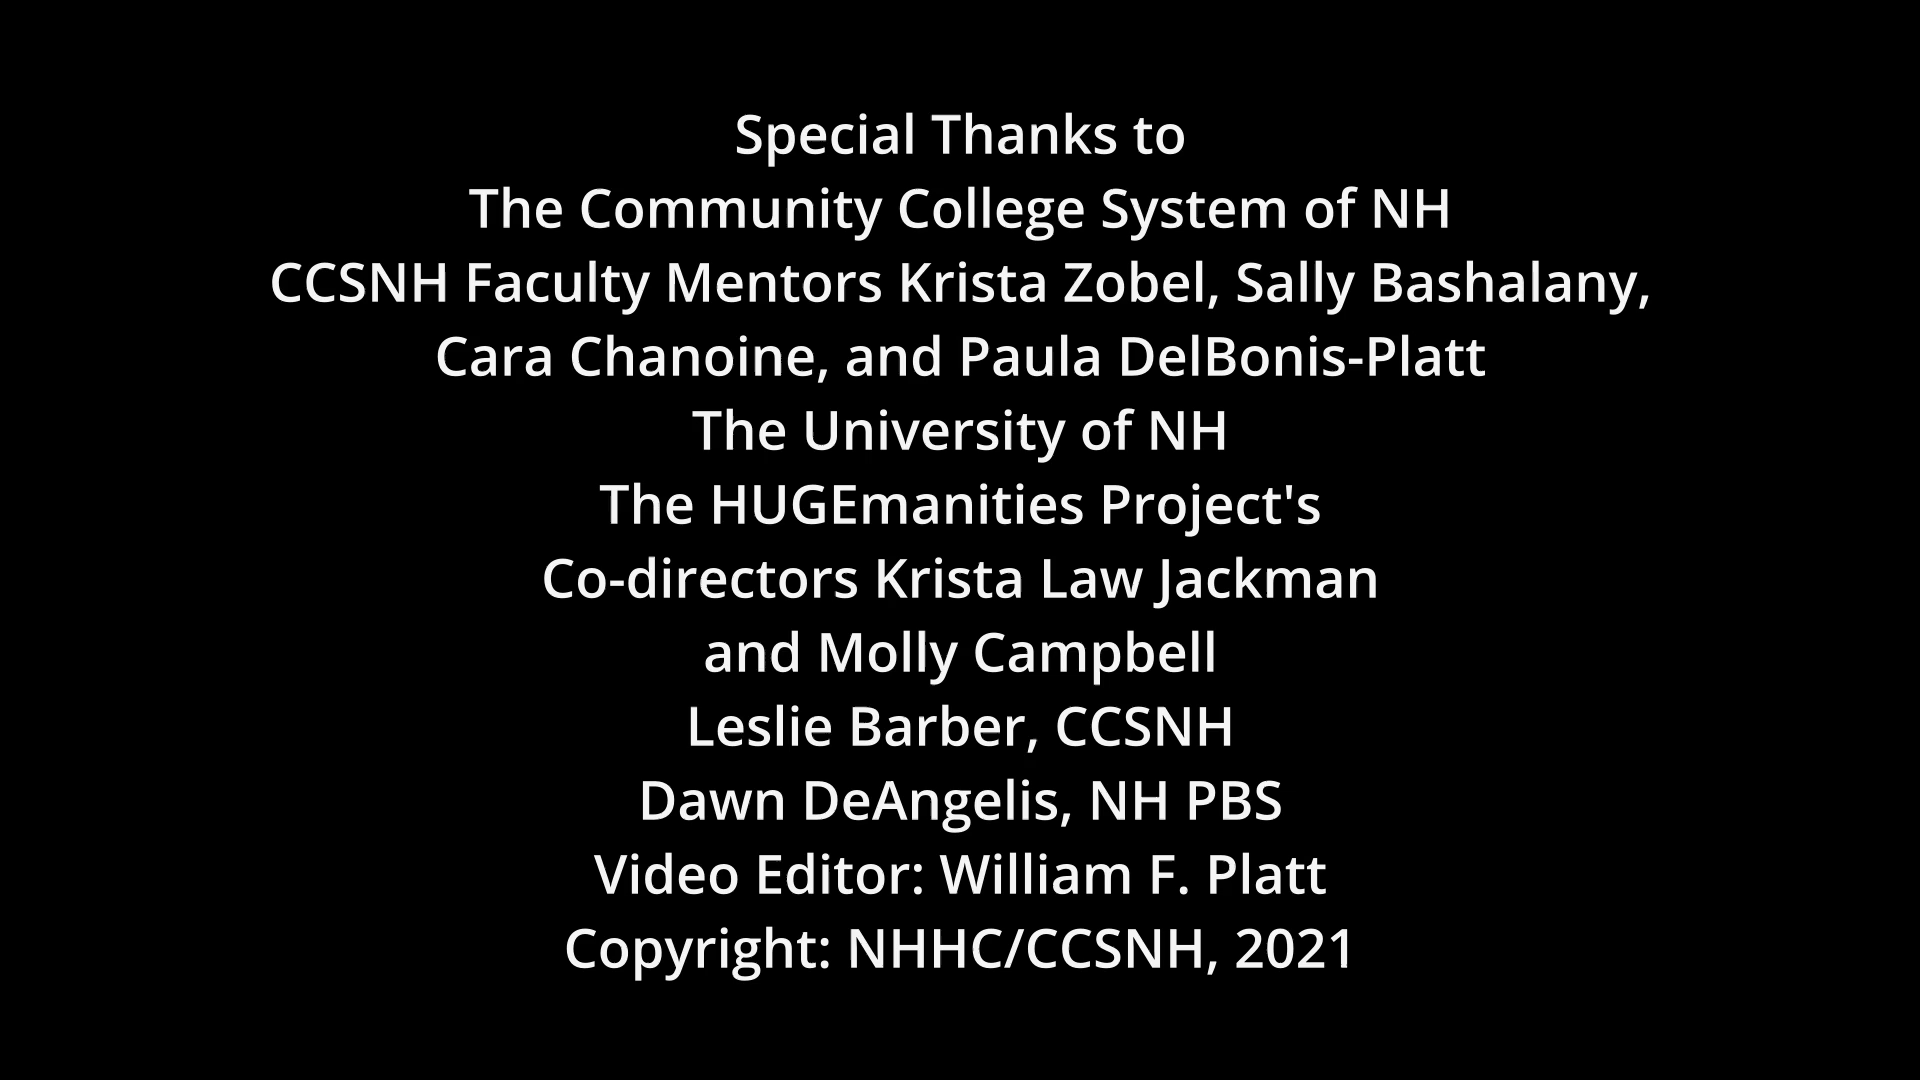 Special Thanks to
The Community College System of NH
CCSNH Faculty Mentors Krista Zobel, Sally Bashalany,
Cara Chanoine, and Paula DelBonis-Platt
The University of NH
The HUGEmanities Project's
Co-directors Krista Law Jackman
and Molly Campbell
Leslie Barber, CCSNH
Dawn DeAngelis, NH PBS
Video Editor: William F. Platt
Copyright: NHHC/CCSNH, 2021